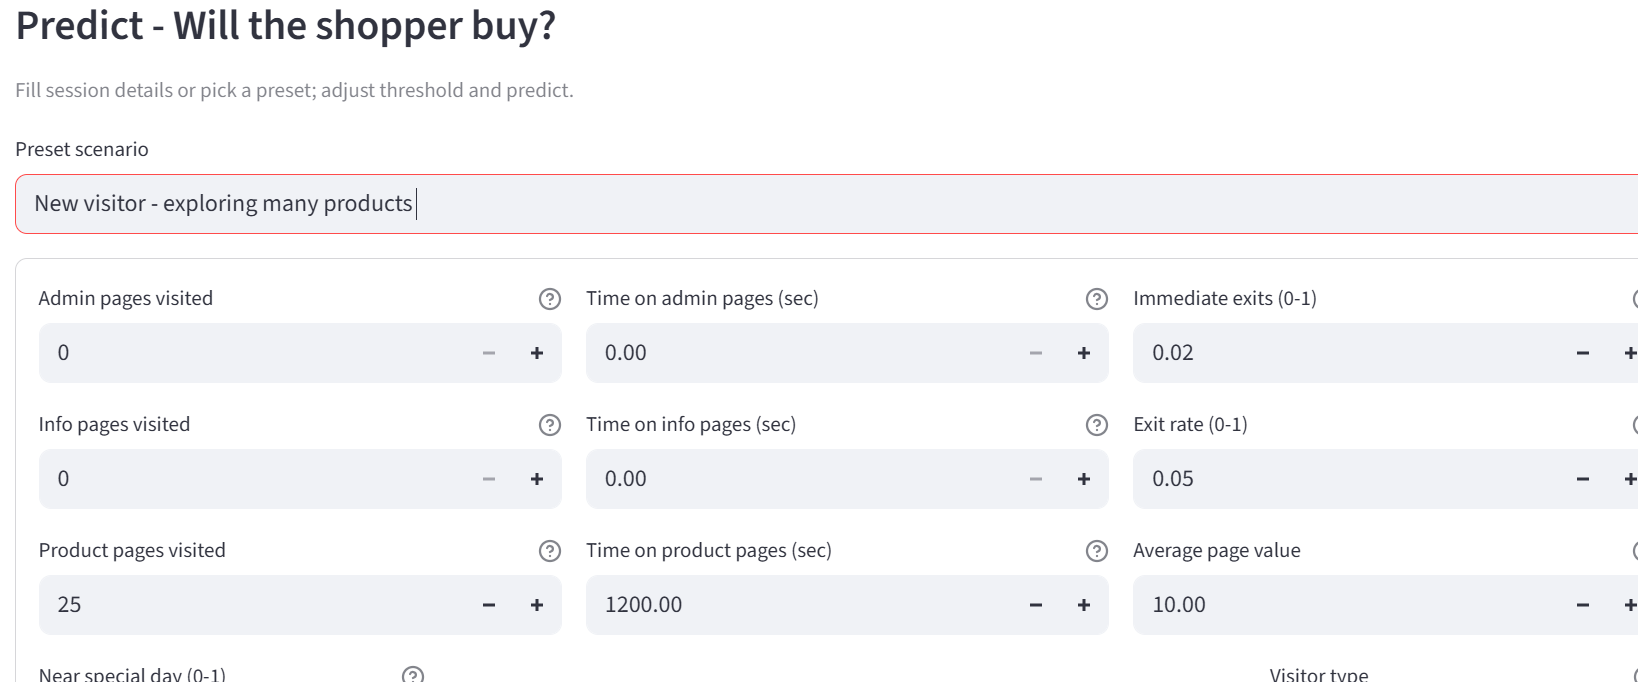 Predict - Will the shopper buy?
Fill session details or pick a preset; adjust threshold and predict.
Preset scenario
New visitor - exploring many products
Admin pages visited
Time on admin pages (sec)
Immediate exits (0-1)
0
0.00
0.02
Info pages visited
Time on info pages (sec)
Exit rate (0-1)
0
0.00
0.05
Product pages visited
Time on product pages (sec)
Average page value
25
1200.00
10.00
Near special day (0-1)
Visitor type